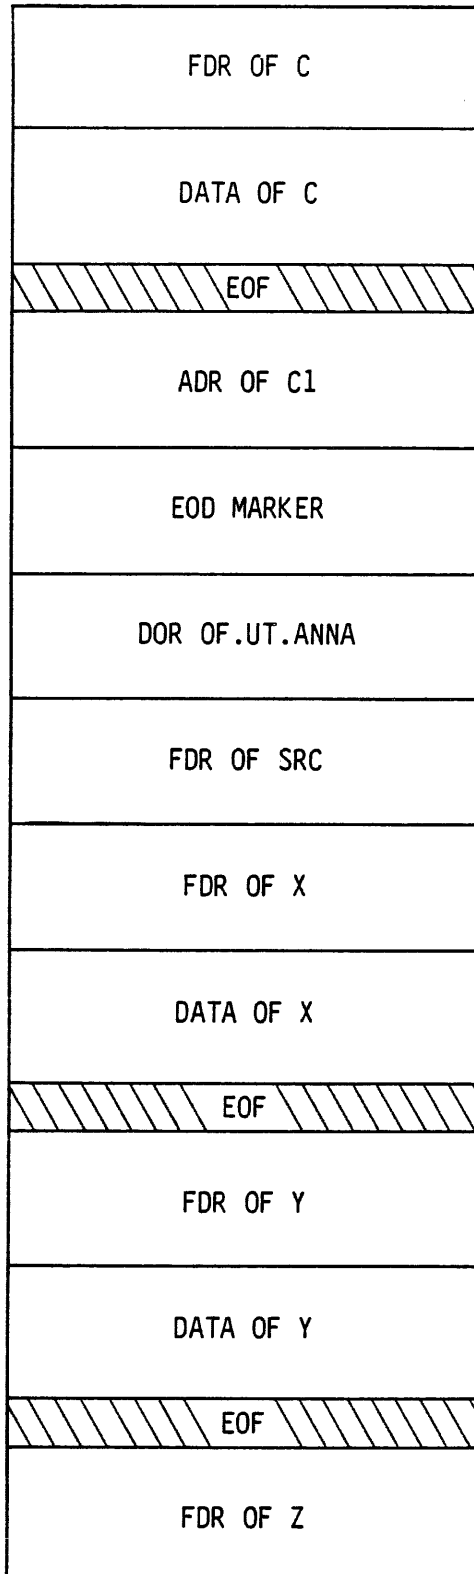 FDR OF C
DATA OF C
EOF
ADR OF C1
EOD MARKER
DOR OF.UT.ANNA
FDR OF SRC
FDR OF X
DATA OF X
EOF
FDR OF Y
DATA OF Y
EOF
FDR OF Z